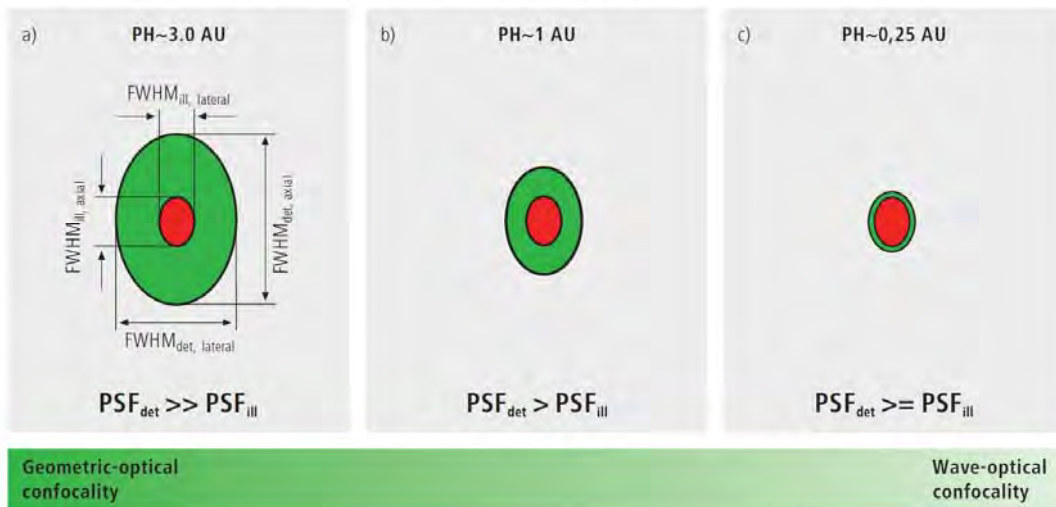 a)
PH~3.0 AU
FWHMill, lateral
FWHMill, axial
FWHMdet, axial
FWHMdet, lateral
PSFdet >> PSFill
b)
PH~1 AU
PSFdet > PSFill
c)
PH~0,25 AU
PSFdet >= PSFill
Geometric-optical
confocality
Wave-optical
confocality